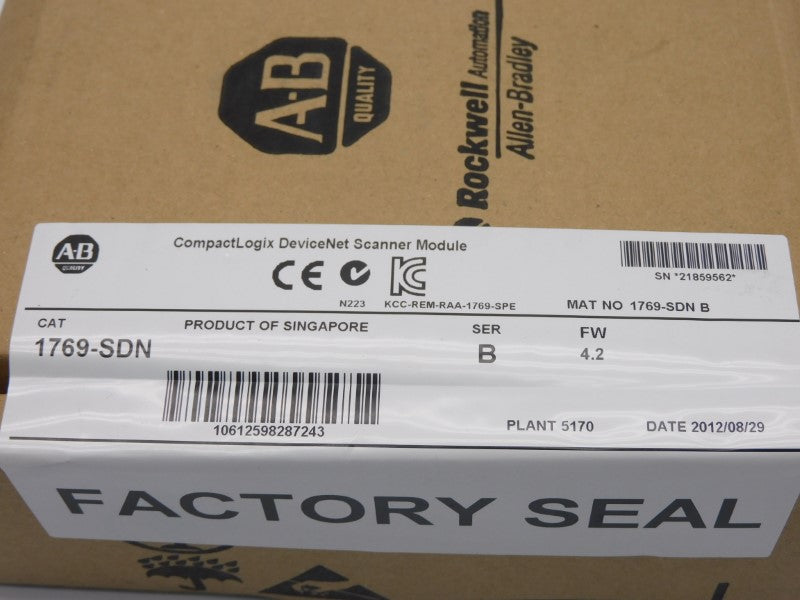 A-B
QUALITY
Rockwell Automation
Allen-Bradley
A-B
QUALITY
CompactLogix DeviceNet Scanner Module
CE
KC
SN *21859562*
N223
KCC-REM-RAA-1769-SPE
MAT NO 1769-SDN B
CAT
1769-SDN
PRODUCT OF SINGAPORE
SER
B
FW
4.2
10612598287243
PLANT 5170
DATE 2012/08/29
FACTORY SEAL